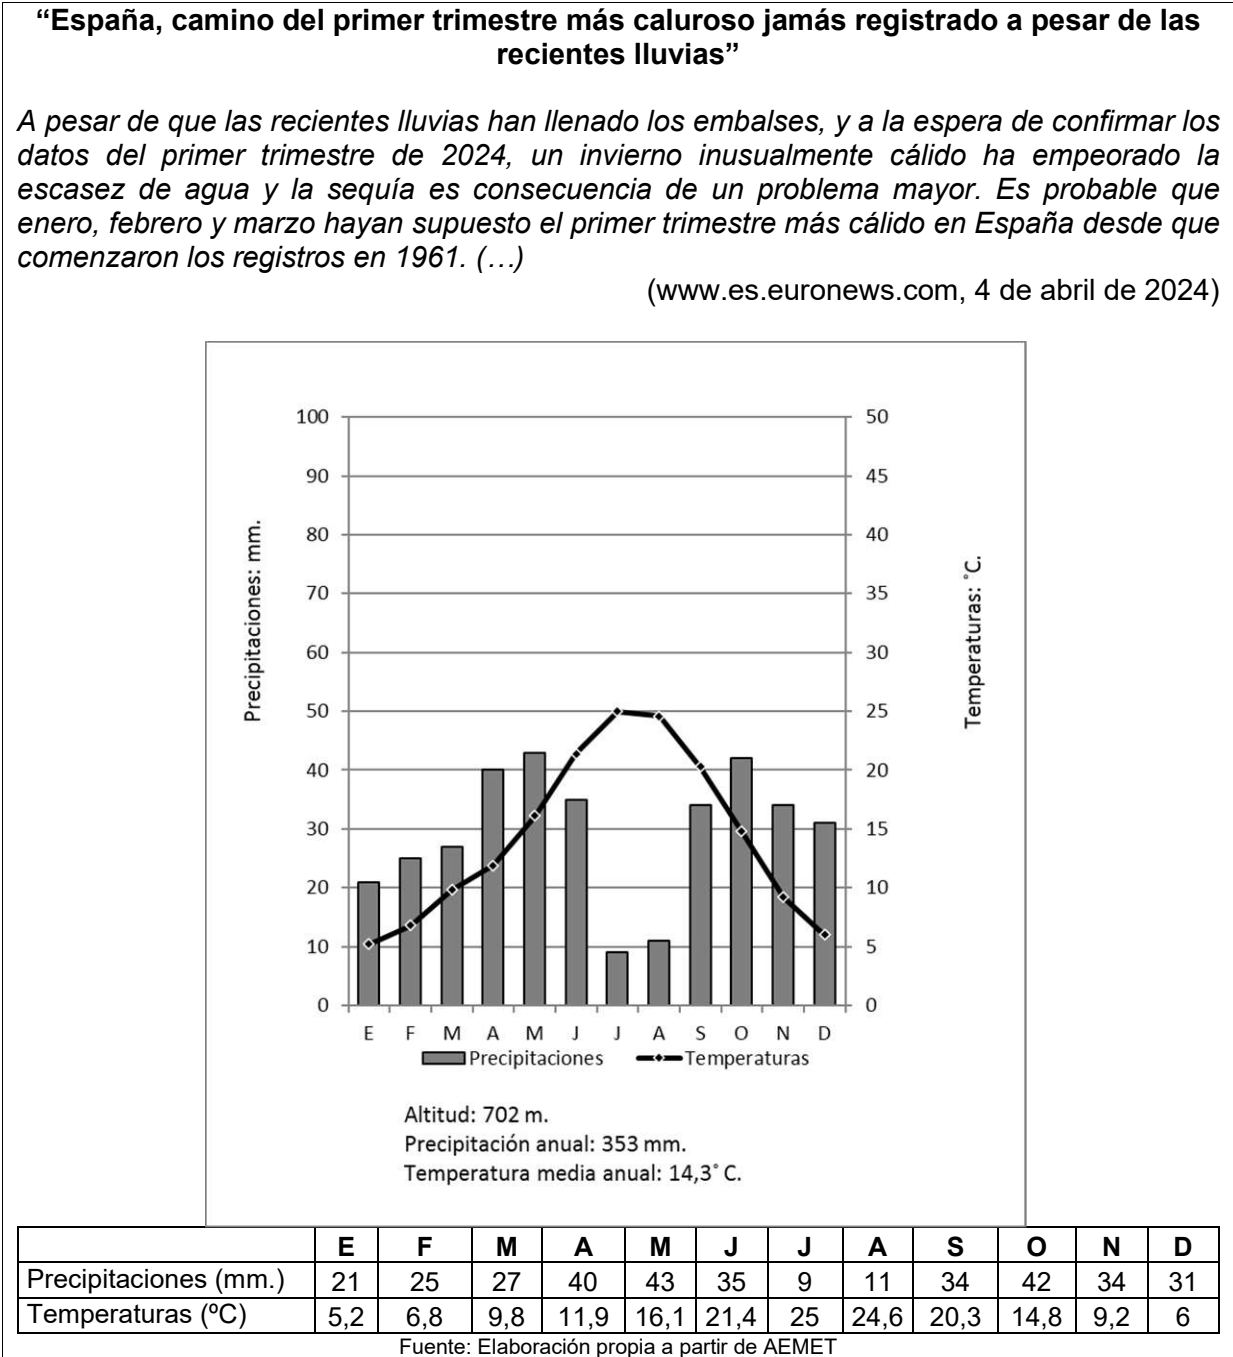 “España, camino del primer trimestre más caluroso jamás registrado a pesar de las
recientes lluvias”
A pesar de que las recientes lluvias han llenado los embalses, y a la espera de confirmar los
datos del primer trimestre de 2024, un invierno inusualmente cálido ha empeorado la
escasez de agua y la sequía es consecuencia de un problema mayor. Es probable que
enero, febrero y marzo hayan supuesto el primer trimestre más cálido en España desde que
comenzaron los registros en 1961. (…)
(www.es.euronews.com, 4 de abril de 2024)
Precipitaciones: mm.
100
90
80
70
60
50
40
30
20
10
0
50
45
40
35
30
25
20
15
10
5
0
Temperaturas: ˚C.
E F M A M J J A S O N D
Precipitaciones Temperaturas
Altitud: 702 m.
Precipitación anual: 353 mm.
Temperatura media anual: 14,3˚ C.
E F M A M J J A S O N D
Precipitaciones (mm.) 21 25 27 40 43 35 9 11 34 42 34 31
Temperaturas (ºC) 5,2 6,8 9,8 11,9 16,1 21,4 25 24,6 20,3 14,8 9,2 6
Fuente: Elaboración propia a partir de AEMET